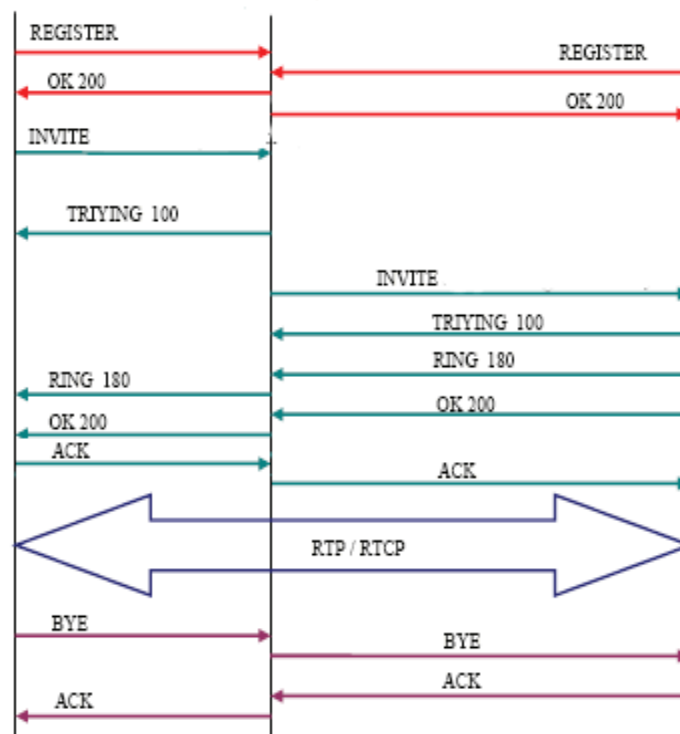 REGISTER
REGISTER
OK 200
OK 200
INVITE
TRIYING 100
INVITE
TRIYING 100
RING 180
RING 180
OK 200
OK 200
ACK
ACK
RTP / RTCP
BYE
BYE
ACK
ACK